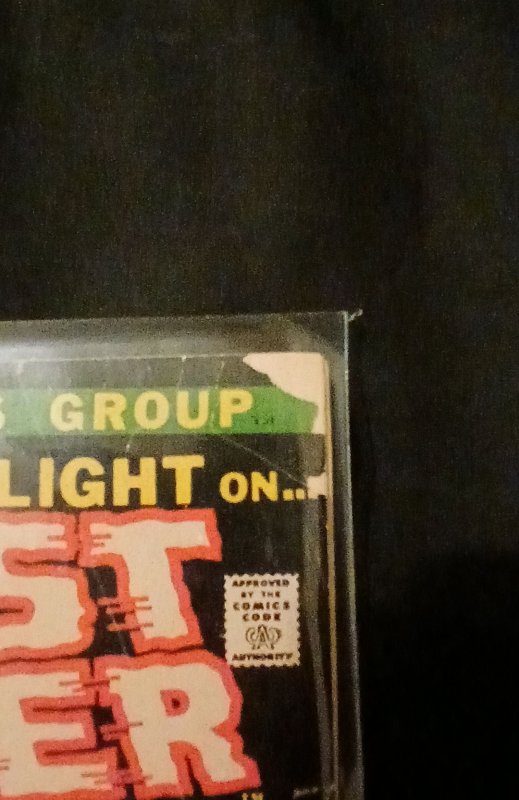 S GROUP
LIGHT ON...
ST
APPROVED
BY THE
COMICS
CODE
AUTHORITY
ER